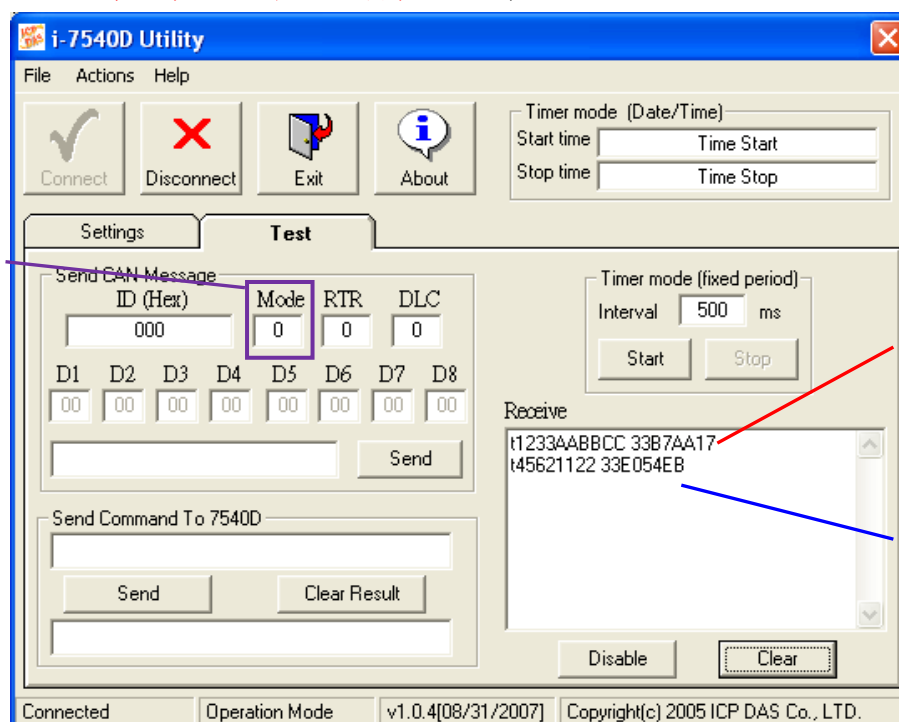 i-7540D Utility
File Actions Help
Connect Disconnect Exit About
Timer mode (Date/Time)
Start time Time Start
Stop time Time Stop
Settings Test
Send CAN Message
ID (Hex) Mode RTR DLC
000 0 0 0
D1 D2 D3 D4 D5 D6 D7 D8
00 00 00 00 00 00 00 00
Send
Timer mode (fixed period)
Interval 500 ms
Start Stop
Receive
t1233AABBCC 33B7AA17
t45621122 33E054EB
Send Command To 7540D
Send Clear Result
Disable Clear
Connected Operation Mode v1.0.4[08/31/2007] Copyright(c) 2005 ICP DAS Co., LTD.